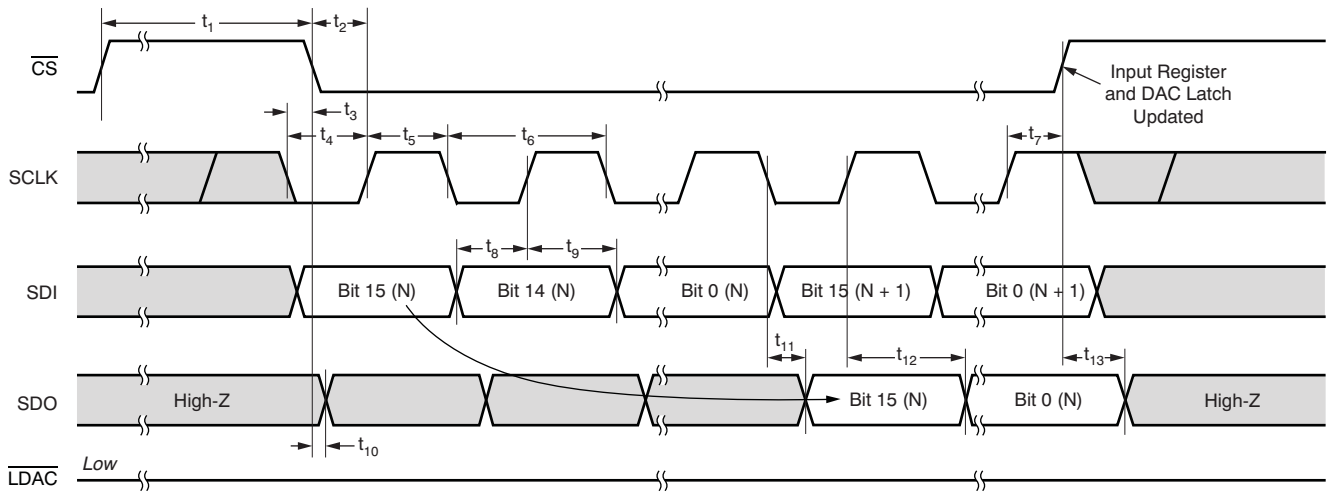 t1
t2
CS
Input Register
and DAC Latch
Updated
t3
t4
t5
t6
t7
SCLK
t8
t9
SDI
Bit 15 (N)
Bit 14 (N)
Bit 0 (N)
Bit 15 (N + 1)
Bit 0 (N + 1)
t11
t12
t13
SDO
High-Z
Bit 15 (N)
Bit 0 (N)
High-Z
t10
LDAC
Low